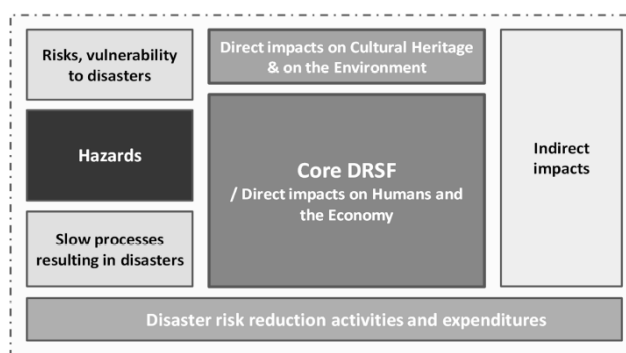 Risks, vulnerability
to disasters
Direct impacts on Cultural Heritage
& on the Environment
Hazards
Core DRSF
/ Direct impacts on Humans and
the Economy
Indirect
impacts
Slow processes
resulting in disasters
Disaster risk reduction activities and expenditures